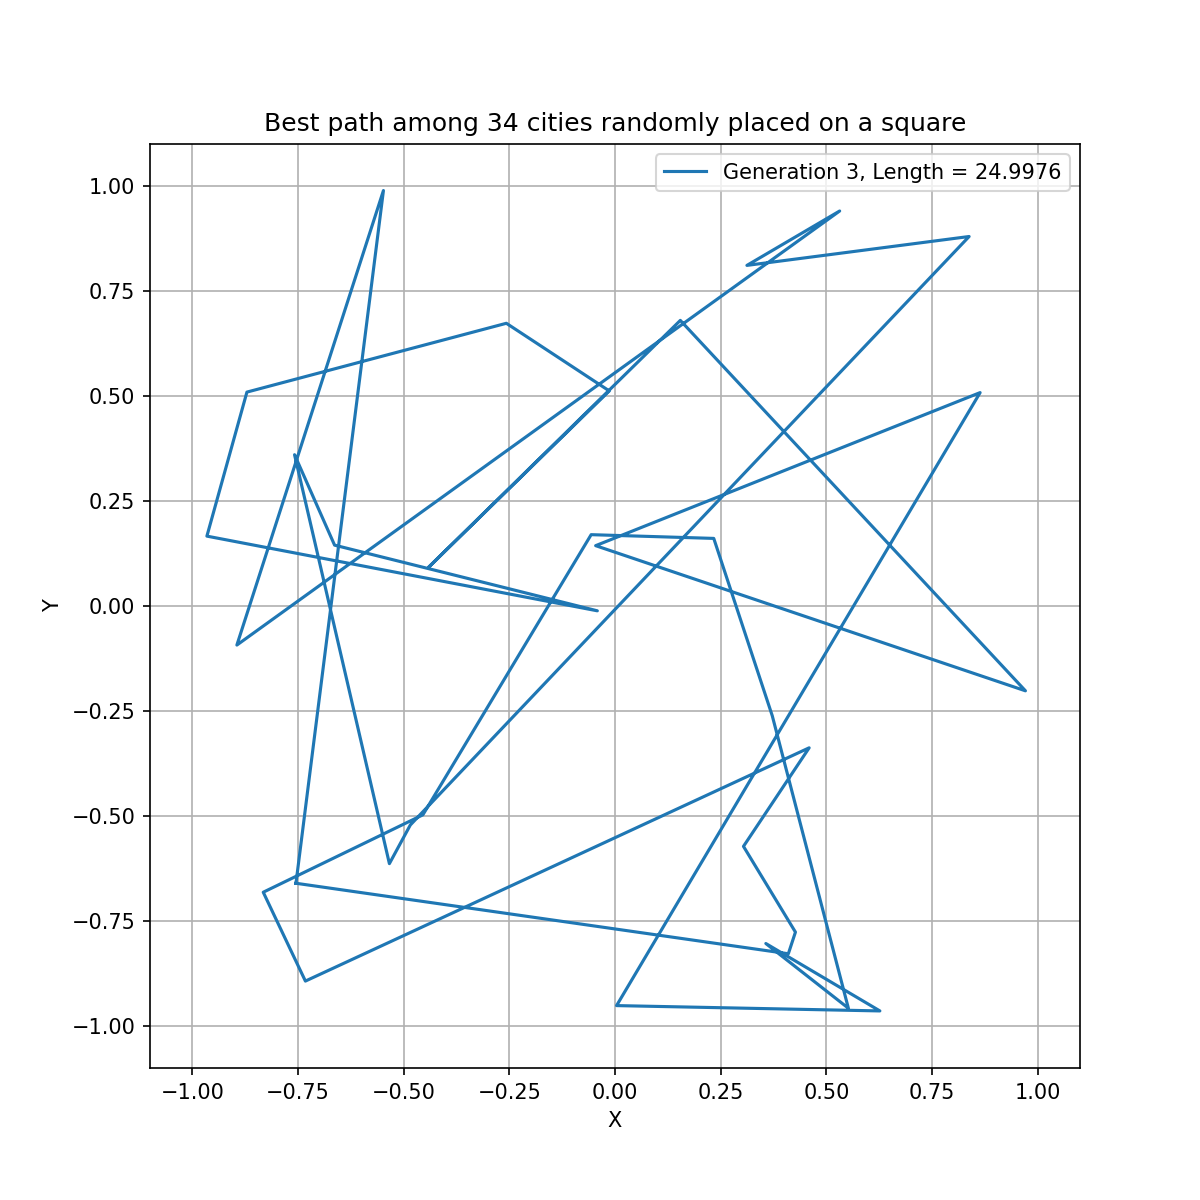 Best path among 34 cities randomly placed on a square
Generation 3, Length = 24.9976
1.00
0.75
0.50
0.25
0.00
−0.25
−0.50
−0.75
−1.00
Y
−1.00 −0.75 −0.50 −0.25 0.00 0.25 0.50 0.75 1.00
X